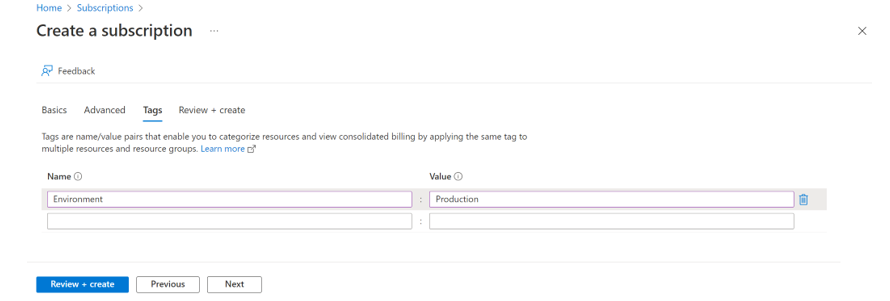 Home > Subscriptions >
Create a subscription ...
Feedback
Basics Advanced Tags Review + create
Tags are name/value pairs that enable you to categorize resources and view consolidated billing by applying the same tag to
multiple resources and resource groups. Learn more
Name Value
Environment : Production
:
Review + create Previous Next